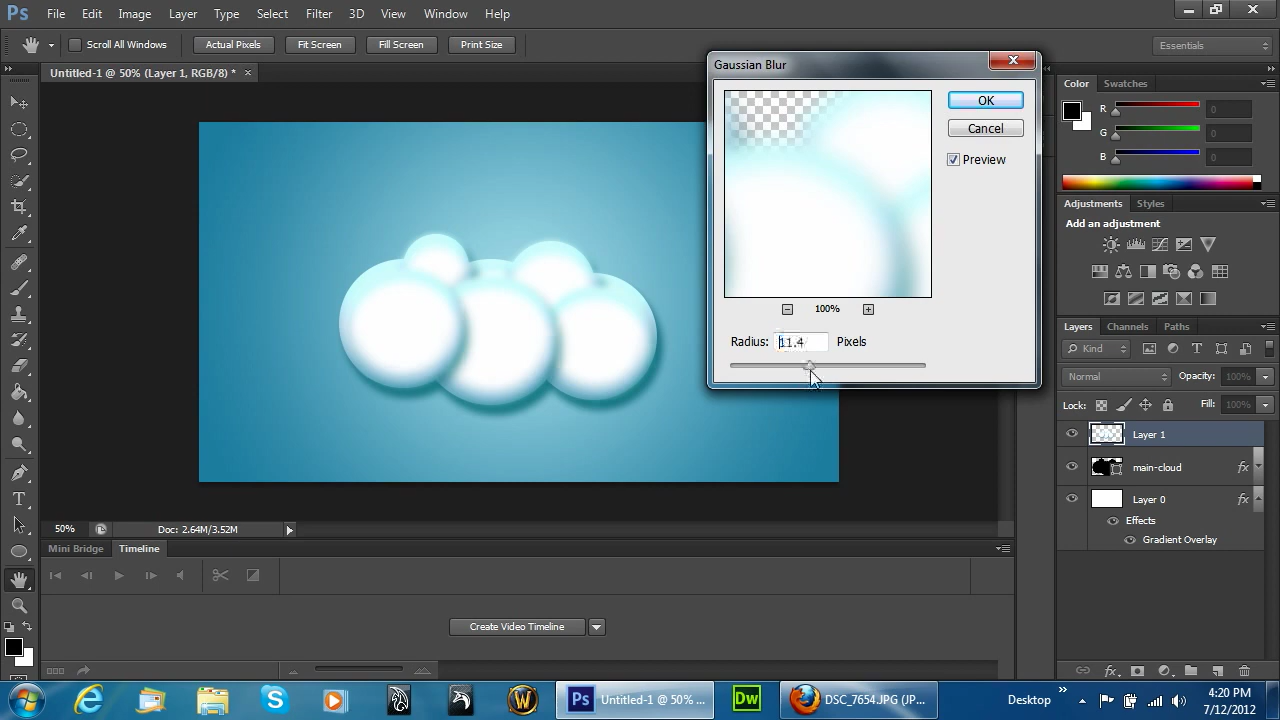 Ps File Edit Image Layer Type Select Filter 3D View Window Help
Scroll All Windows Actual Pixels Fit Screen Fill Screen Print Size Essentials
Untitled-1 @ 50% (Layer 1, RGB/8) * ×
Gaussian Blur
OK
Cancel
Preview
100%
Radius: 11.4 Pixels
Color Swatches
R 0
G 0
B 0
Adjustments Styles
Add an adjustment
Layers Channels Paths
Kind
Normal Opacity: 100%
Lock: Fill: 100%
Layer 1
main-cloud fx
Layer 0 fx
Effects
Gradient Overlay
50% Doc: 2.64M/3.52M
Mini Bridge Timeline
Create Video Timeline
Ps Untitled-1 @ 50% ... Dw DSC_7654.JPG (JP... Desktop »
4:20 PM
7/12/2012